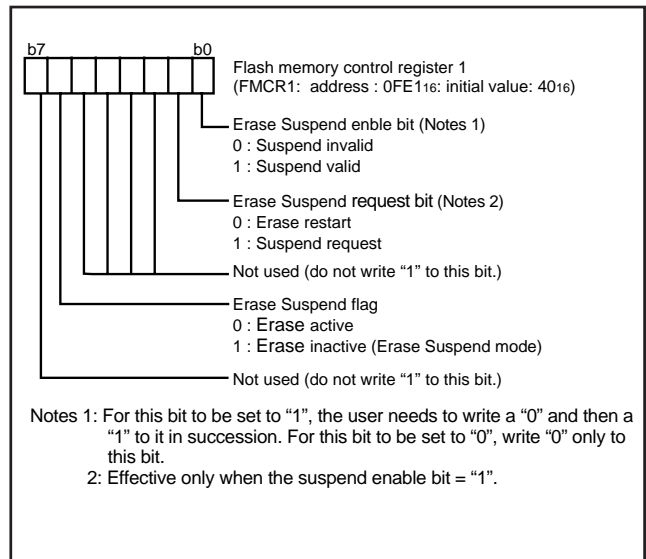 b7 b0
Flash memory control register 1
(FMCR1: address : 0FE116: initial value: 4016)
Erase Suspend enble bit (Notes 1)
0 : Suspend invalid
1 : Suspend valid
Erase Suspend request bit (Notes 2)
0 : Erase restart
1 : Suspend request
Not used (do not write “1” to this bit.)
Erase Suspend flag
0 : Erase active
1 : Erase inactive (Erase Suspend mode)
Not used (do not write “1” to this bit.)
Notes 1: For this bit to be set to “1”, the user needs to write a “0” and then a
“1” to it in succession. For this bit to be set to “0”, write “0” only to
this bit.
2: Effective only when the suspend enable bit = “1”.